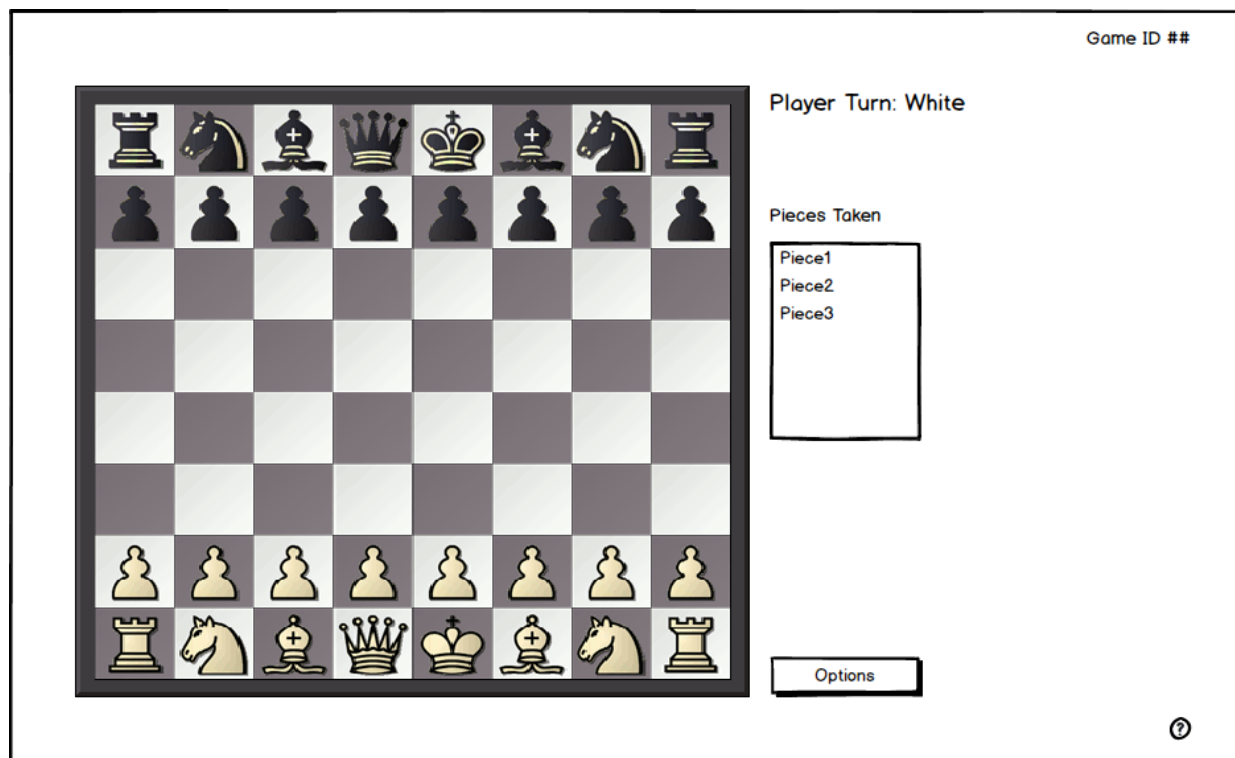 Game ID ##
Player Turn: White
Pieces Taken
Piece1
Piece2
Piece3
Options
?